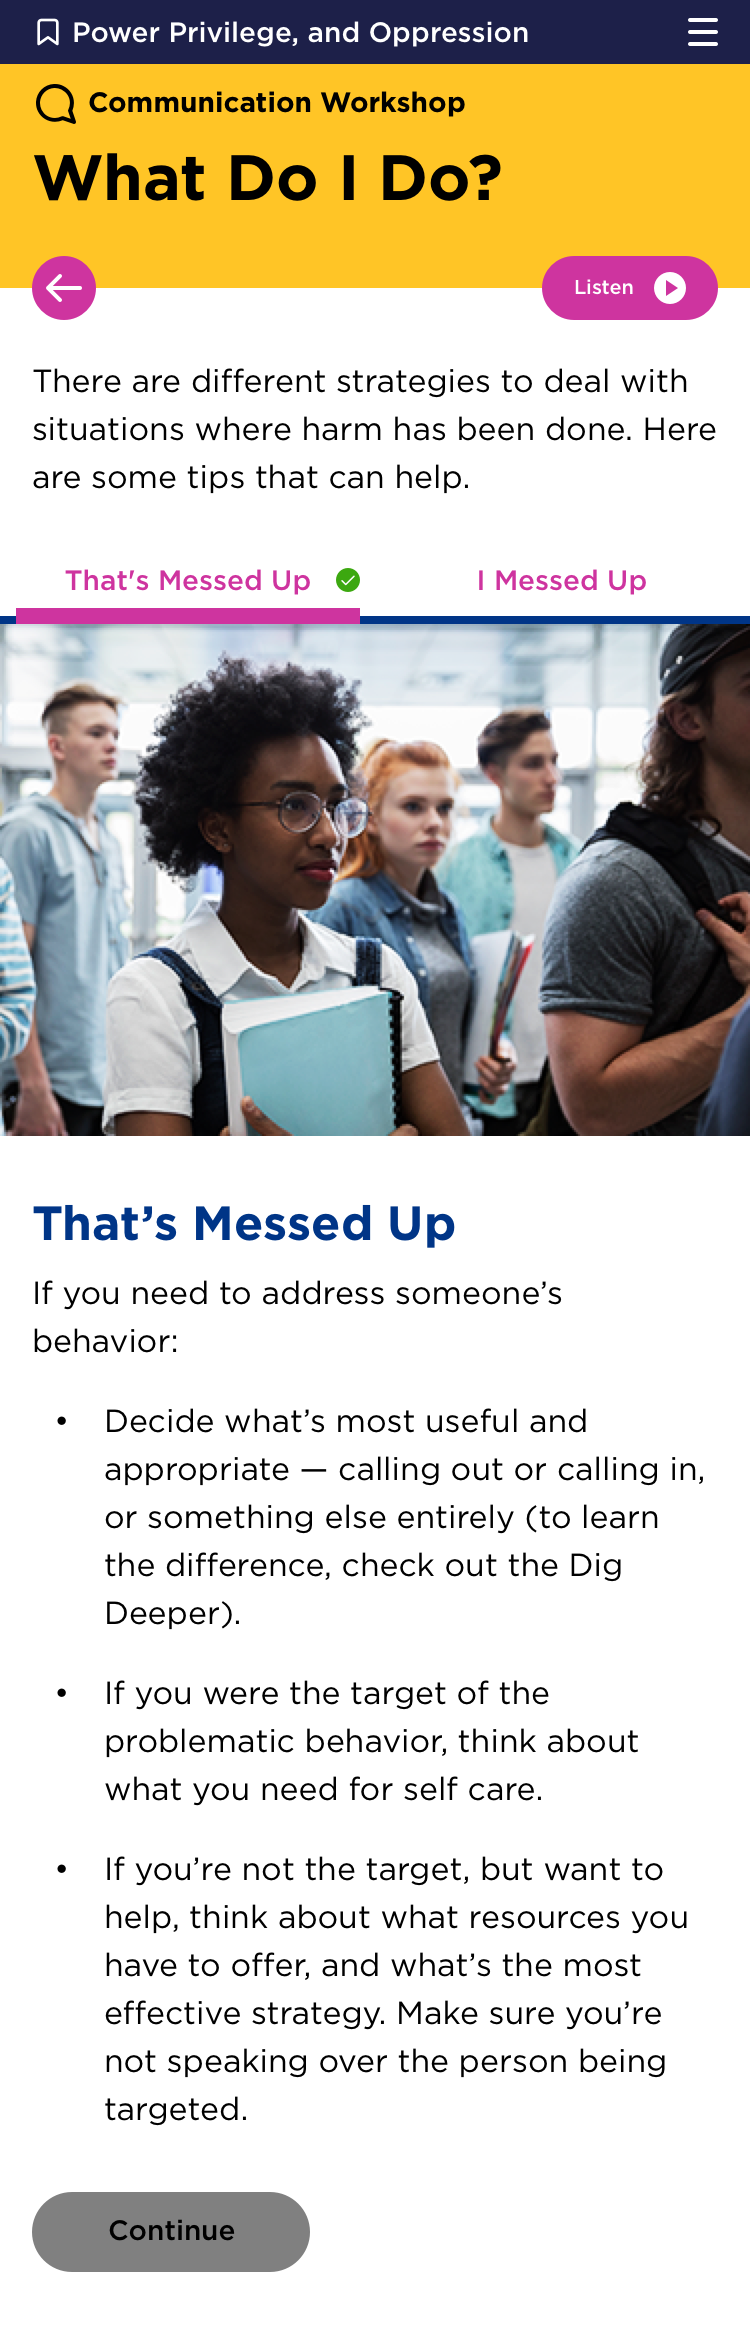 Power Privilege, and Oppression
Communication Workshop
What Do I Do?
Listen
There are different strategies to deal with
situations where harm has been done. Here
are some tips that can help.
That's Messed Up
I Messed Up
That’s Messed Up
If you need to address someone’s
behavior:
• Decide what’s most useful and
appropriate — calling out or calling in,
or something else entirely (to learn
the difference, check out the Dig
Deeper).
• If you were the target of the
problematic behavior, think about
what you need for self care.
• If you’re not the target, but want to
help, think about what resources you
have to offer, and what’s the most
effective strategy. Make sure you’re
not speaking over the person being
targeted.
Continue